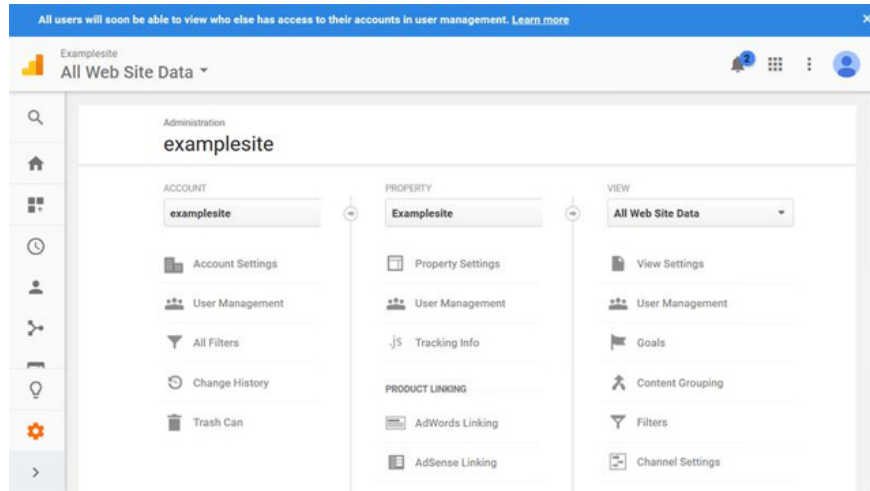 All users will soon be able to view who else has access to their accounts in user management. Learn more
Examplesite
All Web Site Data
2
Administration
examplesite
ACCOUNT
examplesite
Account Settings
User Management
All Filters
Change History
Trash Can
PROPERTY
Examplesite
Property Settings
User Management
.js Tracking Info
PRODUCT LINKING
AdWords Linking
AdSense Linking
VIEW
All Web Site Data
View Settings
User Management
Goals
Content Grouping
Filters
Channel Settings